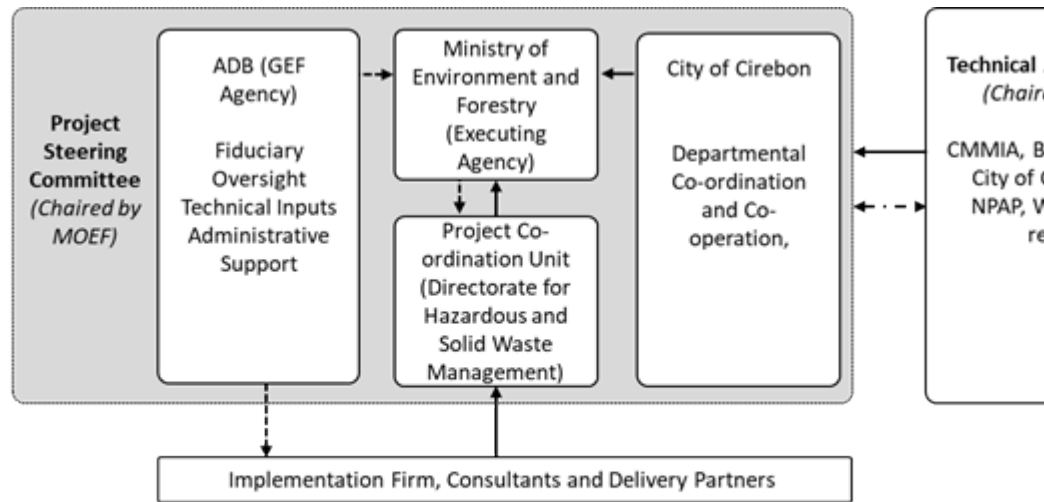 Project
Steering
Committee
(Chaired by
MOEF)
ADB (GEF
Agency)
Fiduciary
Oversight
Technical Inputs
Administrative
Support
Ministry of
Environment and
Forestry
(Executing
Agency)
Project Co-
ordination Unit
(Directorate for
Hazardous and
Solid Waste
Management)
City of Cirebon
Departmental
Co-ordination
and Co-
operation,
Technical
CMMIA,
City of
NPAP,
Implementation Firm, Consultants and Delivery Partners